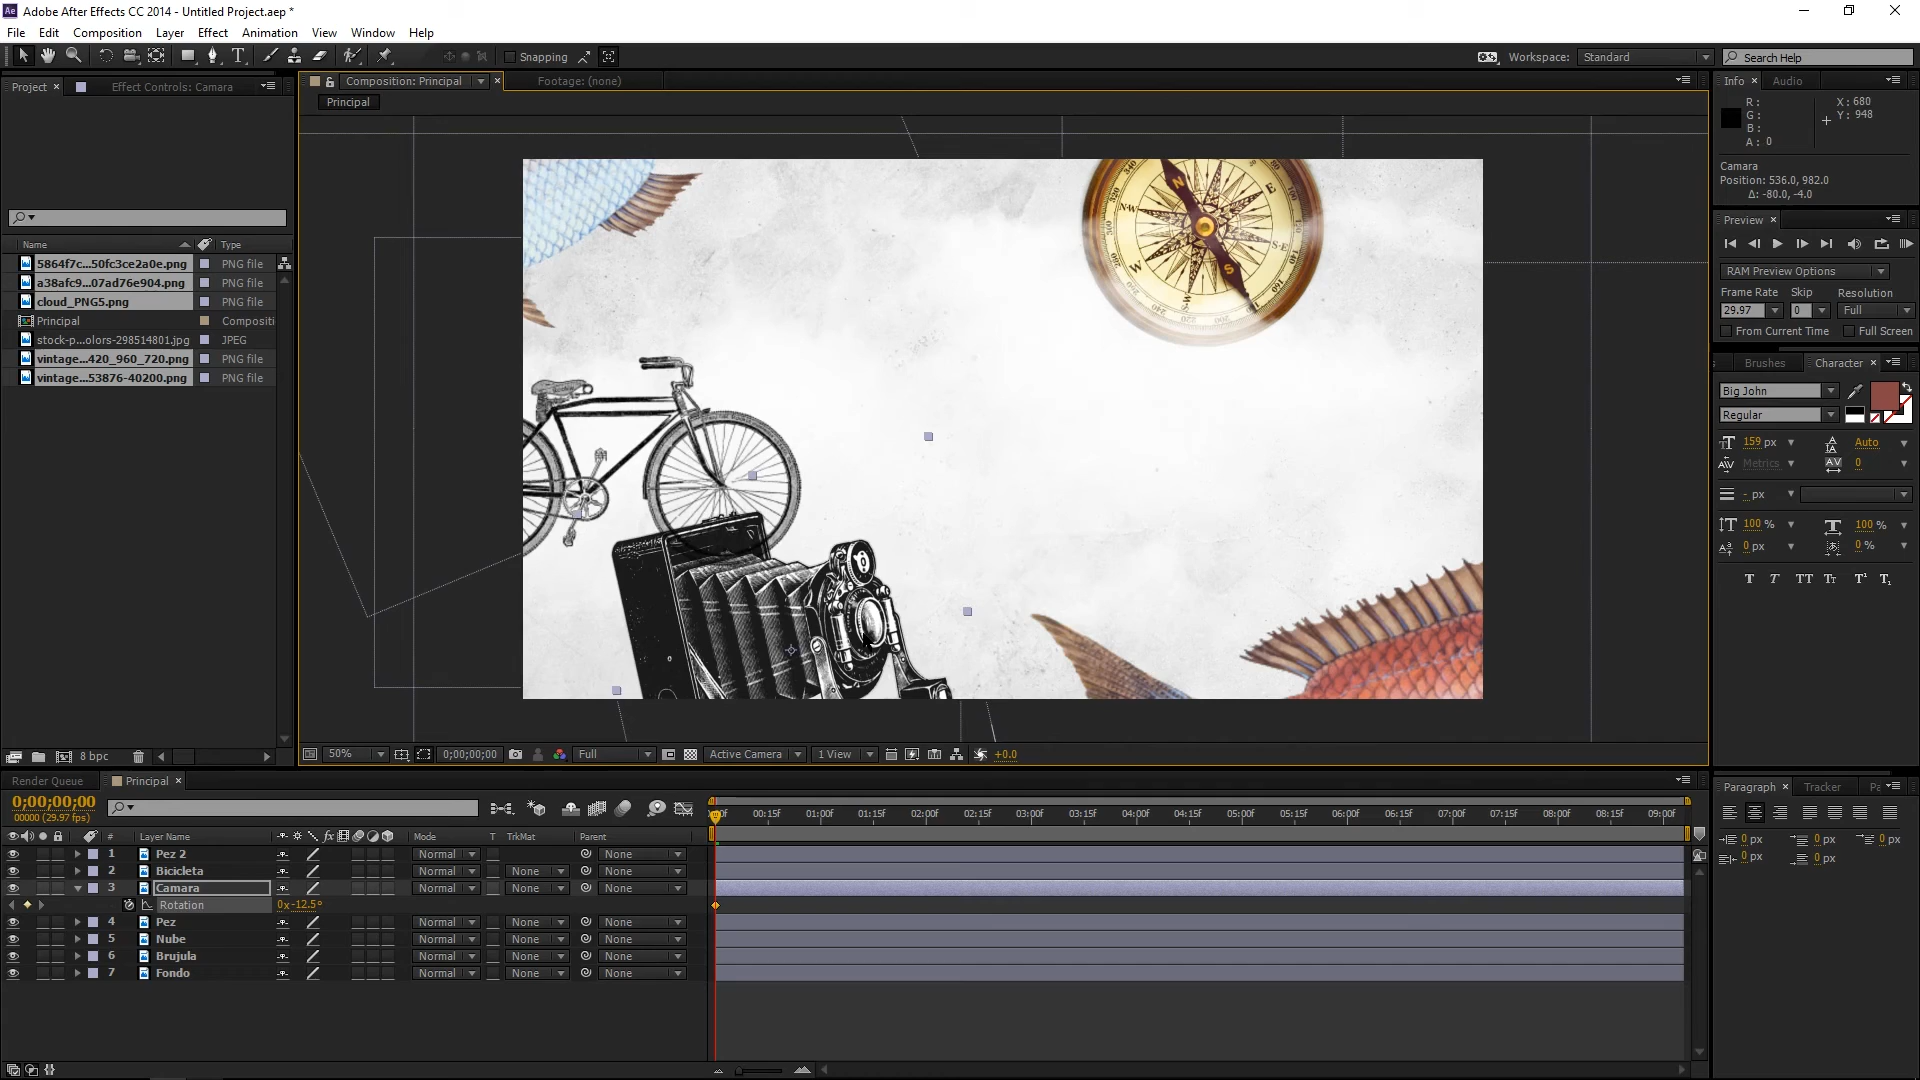 Adobe After Effects CC 2014 - Untitled Project.aep *
File Edit Composition Layer Effect Animation View Window Help
Snapping
Workspace: Standard
Search Help
Project
Effect Controls: Camara
Name Type
5864f7c...50fc3ce2a0e.png PNG file
a38afc9...07ad76e904.png PNG file
cloud_PNG5.png PNG file
Principal Compositi
stock-p...olors-298514801.jpg JPEG
vintage...420_960_720.png PNG file
vintage...53876-40200.png PNG file
8 bpc
Composition: Principal
Footage: (none)
Principal
N
E
S-E
S
S-W
W
N-W
50% 0;00;00;00 Full Active Camera 1 View +0.0
Info Audio
R : X : 680
G : Y : 948
B :
A : 0
Camara
Position: 536.0, 982.0
Δ: -80.0, -4.0
Preview
RAM Preview Options
Frame Rate Skip Resolution
29.97 0 Full
From Current Time Full Screen
Brushes Character
Big John
Regular
159 px Auto
Metrics 0
- px
100 % 100 %
0 px 0 %
T T TT Tт T¹ T₁
Render Queue Principal
0;00;00;00
00000 (29.97 fps)
# Layer Name Mode T TrkMat Parent
1 Pez 2 Normal None
2 Bicicleta Normal None None
3 Camara Normal None None
Rotation 0x-12.5°
4 Pez Normal None None
5 Nube Normal None None
6 Brujula Normal None None
7 Fondo Normal None None
00:15f 01:00f 01:15f 02:00f 02:15f 03:00f 03:15f 04:00f 04:15f 05:00f 05:15f 06:00f 06:15f 07:00f 07:15f 08:00f 08:15f 09:00f
Paragraph Tracker
0 px 0 px 0 px
0 px 0 px